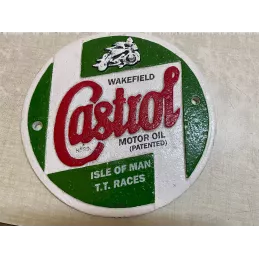 WAKEFIELD
Castrol
MOTOR OIL
(PATENTED)
ISLE OF MAN
T.T. RACES